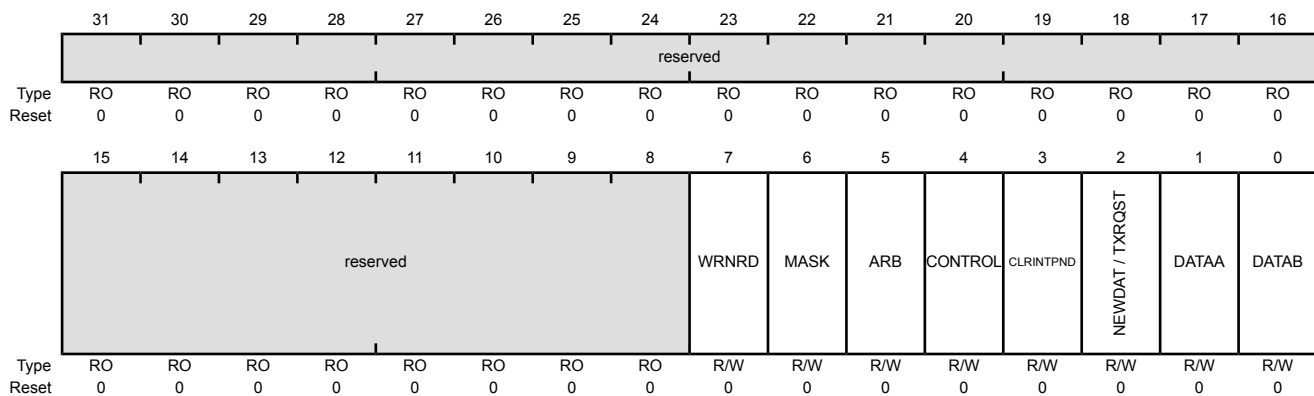 31 30 29 28 27 26 25 24 23 22 21 20 19 18 17 16
reserved
Type RO RO RO RO RO RO RO RO RO RO RO RO RO RO RO RO
Reset 0 0 0 0 0 0 0 0 0 0 0 0 0 0 0 0
15 14 13 12 11 10 9 8 7 6 5 4 3 2 1 0
reserved WRNRD MASK ARB CONTROL CLRINTPND NEWDAT / TXRQST DATAA DATAB
Type RO RO RO RO RO RO RO RO R/W R/W R/W R/W R/W R/W R/W R/W
Reset 0 0 0 0 0 0 0 0 0 0 0 0 0 0 0 0